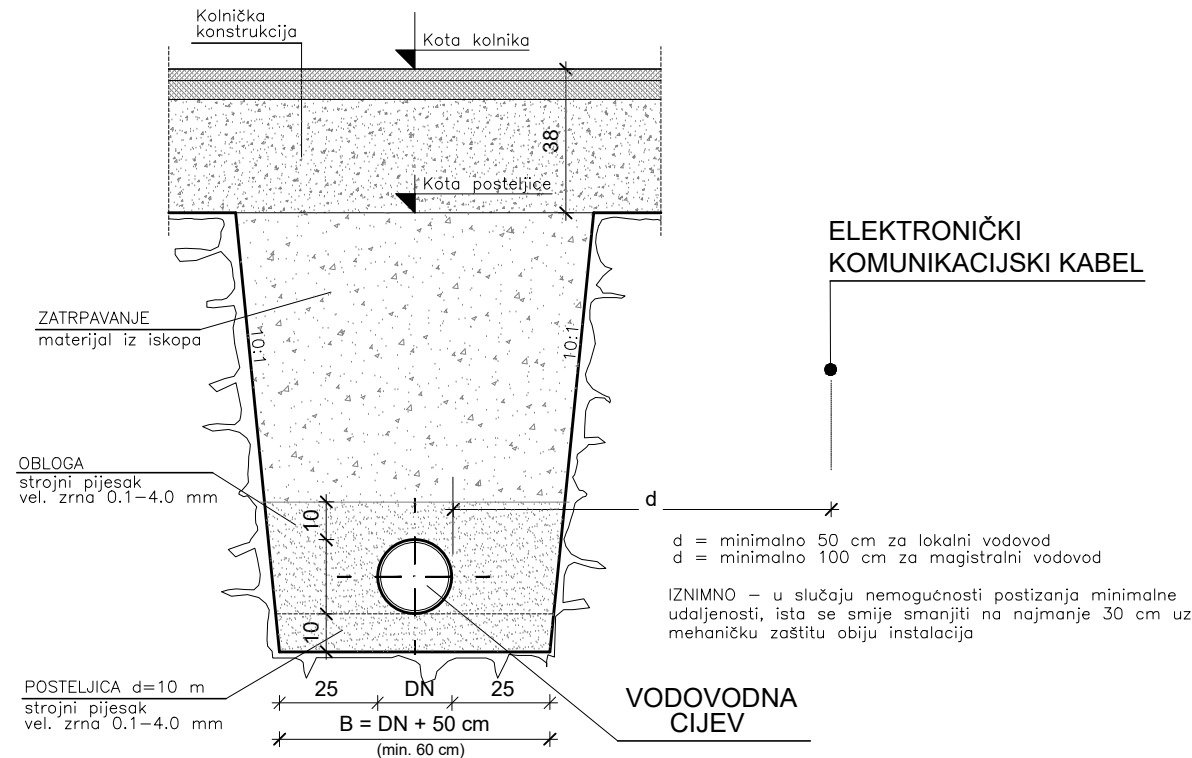 Kolnička
konstrukcija
Kota kolnika
38
Kota posteljice
ELEKTRONIČKI
KOMUNIKACIJSKI KABEL
ZATRPAVANJE
materijal iz iskopa
10:1
10:1
OBLOGA
strojni pijesak
vel. zrna 0.1–4.0 mm
10
d
d = minimalno 50 cm za lokalni vodovod
d = minimalno 100 cm za magistralni vodovod
IZNIMNO – u slučaju nemogućnosti postizanja minimalne
udaljenosti, ista se smije smanjiti na najmanje 30 cm uz
mehaničku zaštitu obiju instalacija
10
POSTELJICA d=10 m
strojni pijesak
vel. zrna 0.1–4.0 mm
25 DN 25
B = DN + 50 cm
(min. 60 cm)
VODOVODNA
CIJEV